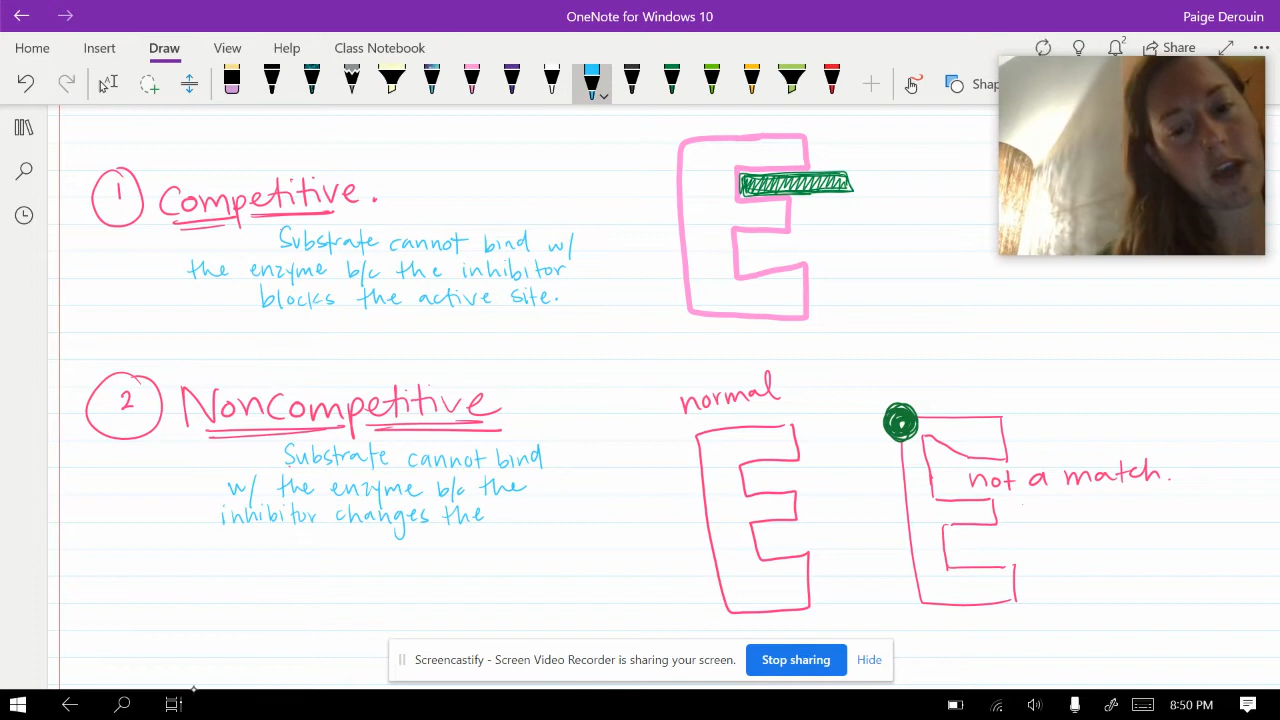 OneNote for Windows 10
Paige Derouin
Home Insert Draw View Help Class Notebook
2
Share
Shap
1 Competitive.
Substrate cannot bind w/
the enzyme b/c the inhibitor
blocks the active site.
2 Noncompetitive
Substrate cannot bind
w/ the enzyme b/c the
inhibitor changes the
normal
not a match.
Screencastify - Screen Video Recorder is sharing your screen. Stop sharing Hide
8:50 PM